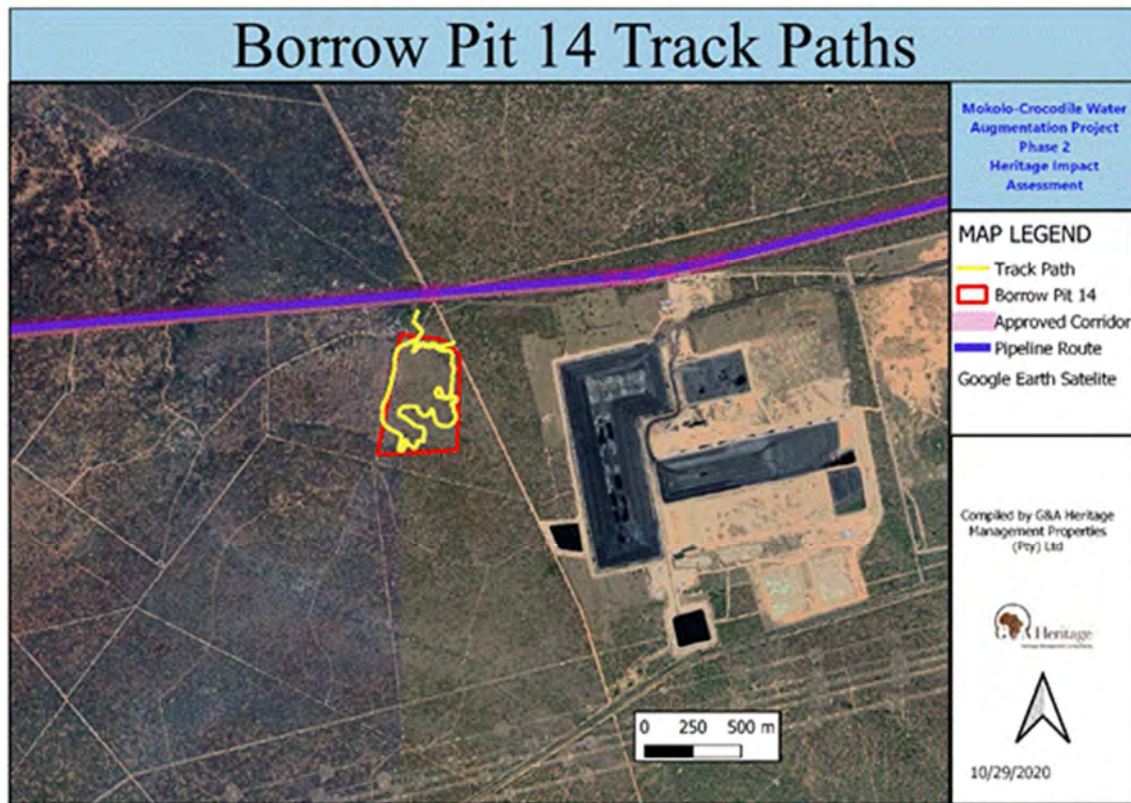 Borrow Pit 14 Track Paths
Mokolo-Crocodile Water
Augmentation Project
Phase 2
Heritage Impact
Assessment
MAP LEGEND
Track Path
Borrow Pit 14
Approved Corridor
Pipeline Route
Google Earth Satelite
Compiled by G&A Heritage
Management Properties
(Pty) Ltd
Heritage
0 250 500 m
10/29/2020